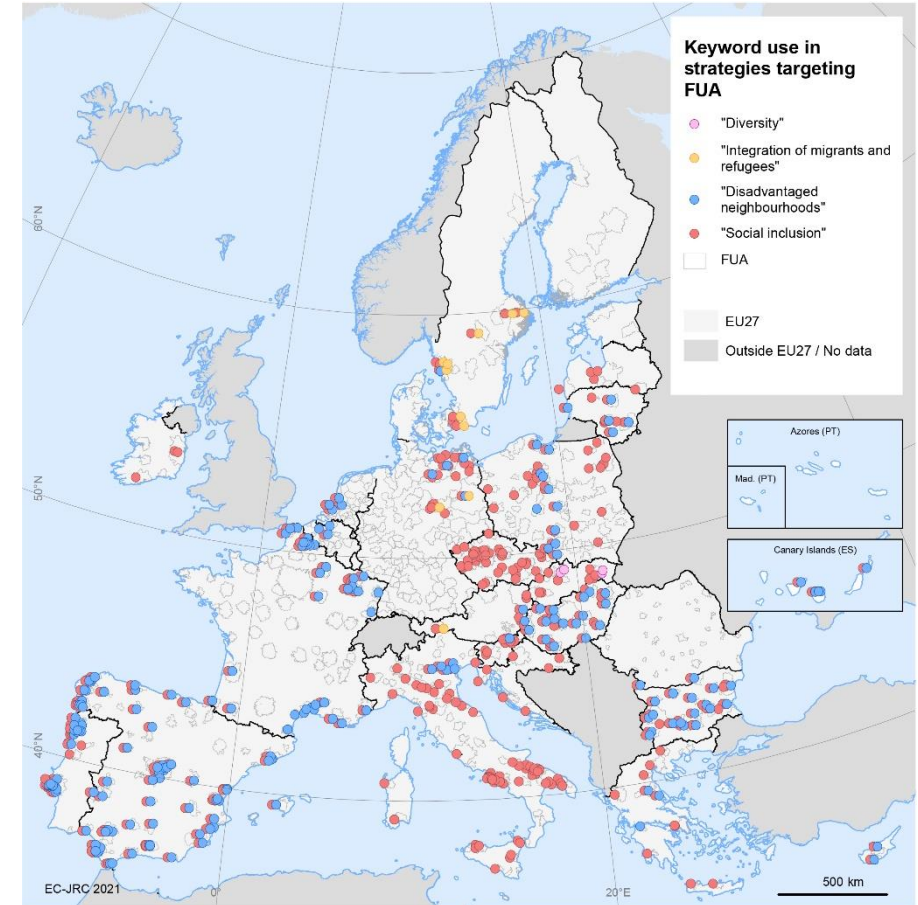 Keyword use in
strategies targeting
FUA
"Diversity"
"Integration of migrants and
refugees"
"Disadvantaged
neighbourhoods"
"Social inclusion"
FUA
EU27
Outside EU27 / No data
60°N
50°N
40°N
Azores (PT)
Mad. (PT)
Canary Islands (ES)
EC-JRC 2021
0°
20°E
500 km